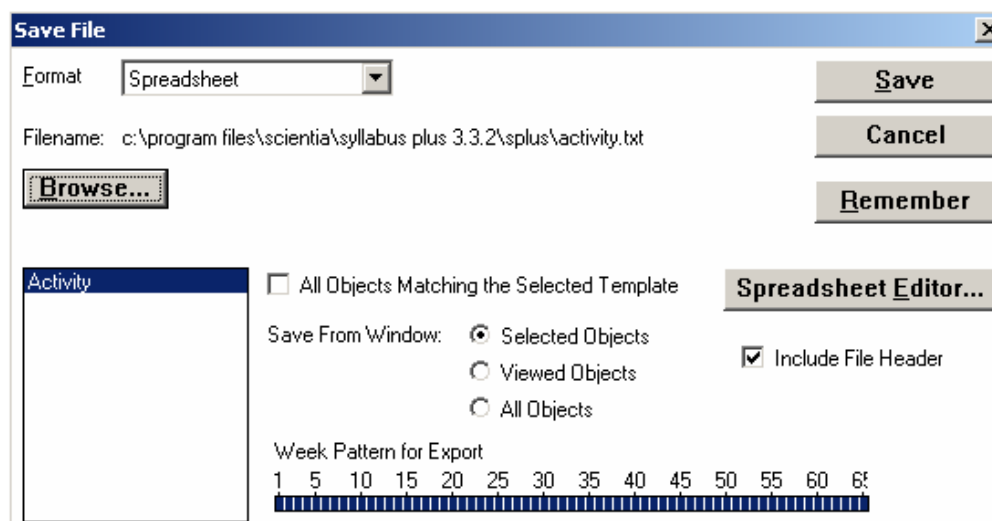 Save File
Format Spreadsheet Save
Filename: c:\program files\scientia\syllabus plus 3.3.2\splus\activity.txt Cancel
Browse... Remember
Activity All Objects Matching the Selected Template Spreadsheet Editor...
Save From Window: Selected Objects Include File Header
Viewed Objects
All Objects
Week Pattern for Export
1 5 10 15 20 25 30 35 40 45 50 55 60